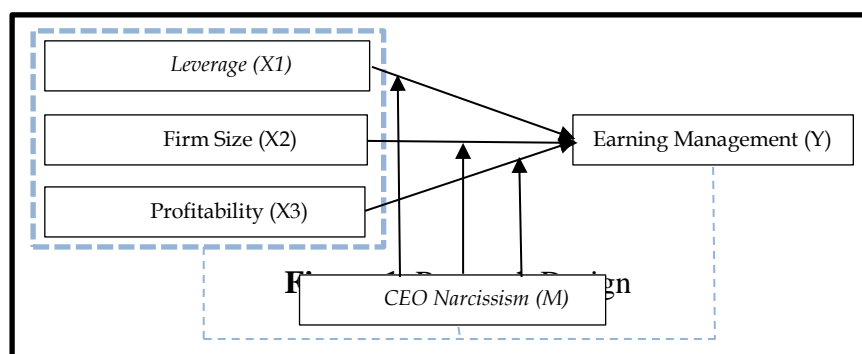 Leverage (X1)
Firm Size (X2)
Earning Management (Y)
Profitability (X3)
CEO Narcissism (M)